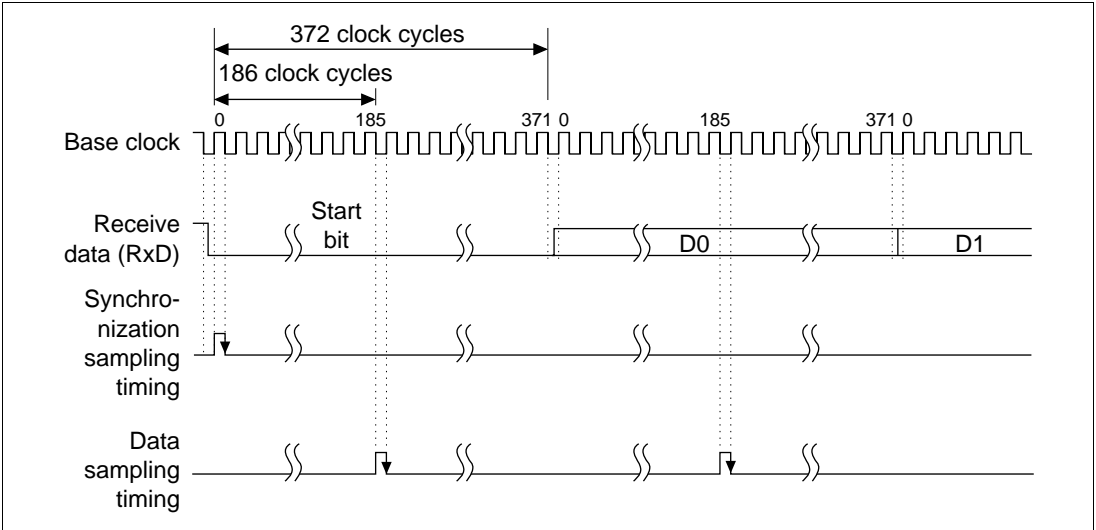 372 clock cycles
186 clock cycles
0 185 371 0 185 371 0
Base clock
Receive
data (RxD)
Start
bit
D0 D1
Synchro-
nization
sampling
timing
Data
sampling
timing